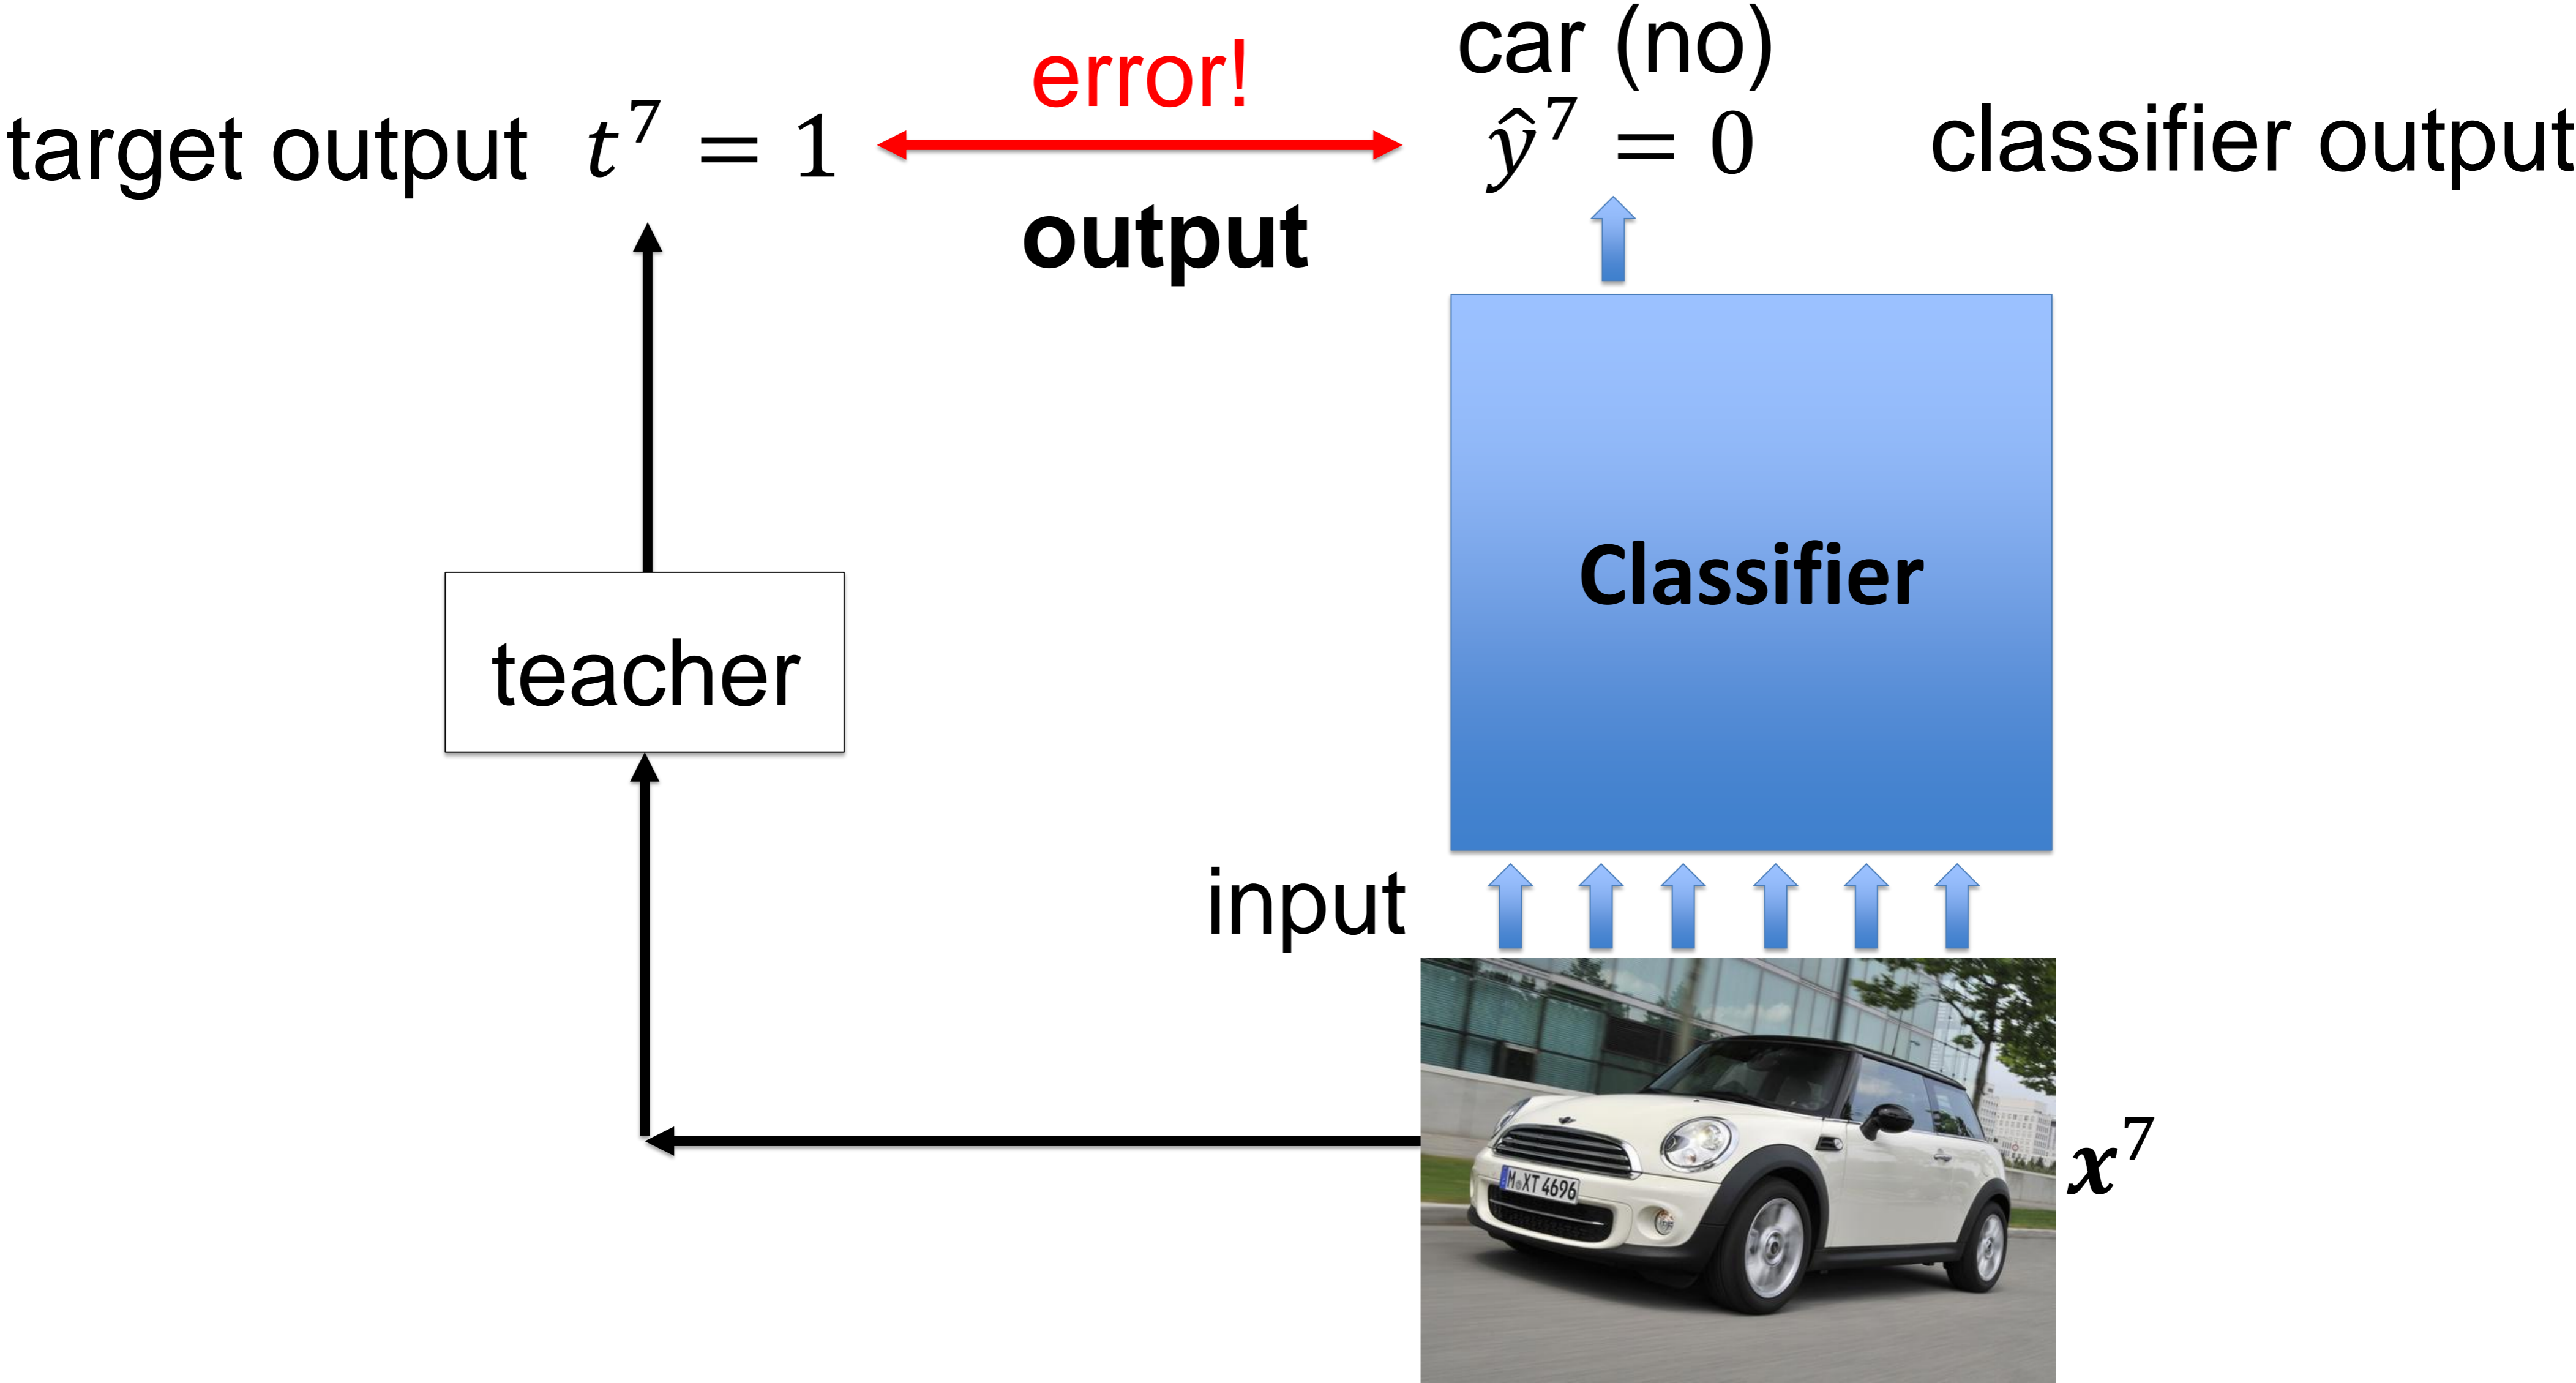 car (no)
error!
target output t⁷ = 1
ŷ⁷ = 0 classifier output
output
Classifier
teacher
input
M XT 4696
x⁷